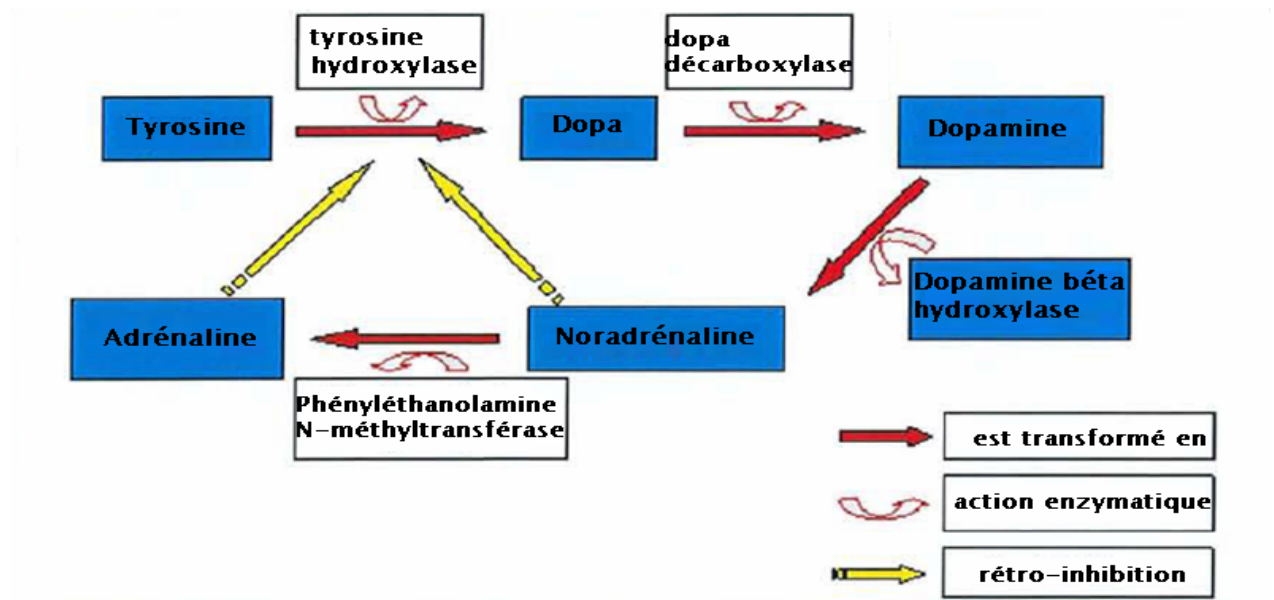 tyrosine
hydroxylase
dopa
décarboxylase
Tyrosine
Dopa
Dopamine
Dopamine béta
hydroxylase
Adrénaline
Noradrénaline
Phényléthanolamine
N-méthyltransférase
est transformé en
action enzymatique
rétro-inhibition